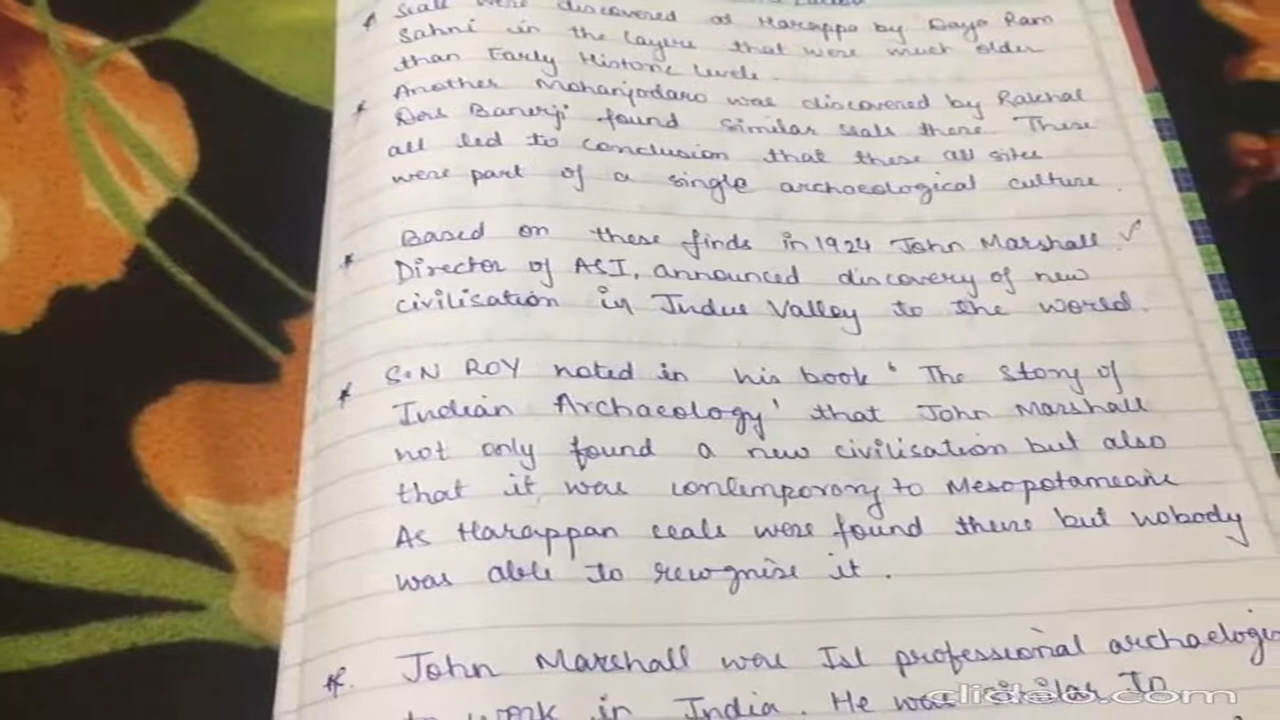 * Seals were discovered at Harappa by Daya Ram
Sahni in the layers that were much older
than Early Historic levels.
* Another Mohanjodaro was discovered by Rakhal
Das Banerji found similar seals there. These
all led to conclusion that these all sites
were part of a single archaeological culture.
* Based on these finds in 1924 John Marshall ✓
Director of ASI, announced discovery of new
civilisation in Indus Valley to the world.
* S.N ROY noted in his book ' The Story of
Indian Archaeology' that John Marshall
not only found a new civilisation but also
that it was contemporary to Mesopotameain
As Harappan seals were found there but nobody
was able to recognise it.
* John Marshall was Ist professional archaelogis
to work in India. He was similar To
clideo.com